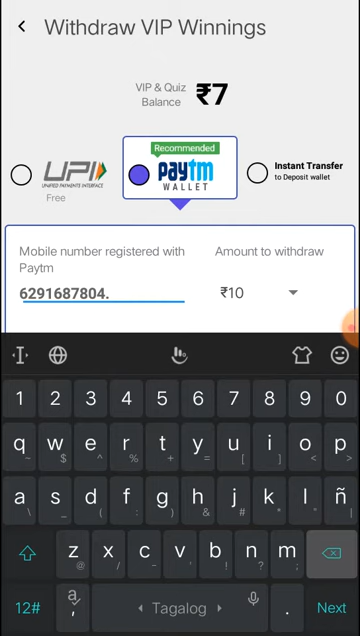 Withdraw VIP Winnings
VIP & Quiz
Balance
₹7
Recommended
UPI
UNIFIED PAYMENTS INTERFACE
Free
paytm
WALLET
Instant Transfer
to Deposit wallet
Mobile number registered with
Paytm
Amount to withdraw
6291687804.
₹10
1 2 3 4 5 6 7 8 9 0
q w e r t y u i o p
~ $ ^ % + = [ ] < >
a s d f g h j k l ñ
\ _ ( : ) & # * " |
z x c v b n m
@ / - ' ! ? ;
12# a , Tagalog . Next